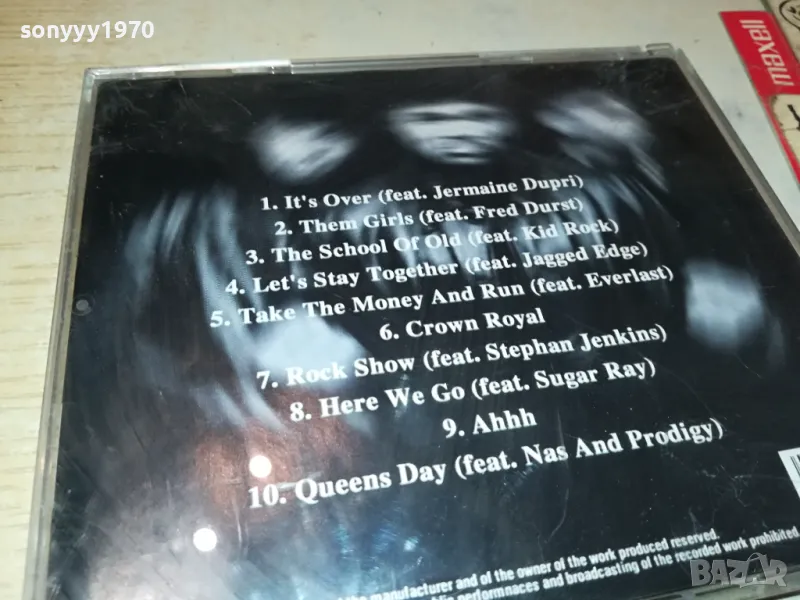 sonyyy1970
maxell
1. It's Over (feat. Jermaine Dupri)
2. Them Girls (feat. Fred Durst)
3. The School Of Old (feat. Kid Rock)
4. Let's Stay Together (feat. Jagged Edge)
5. Take The Money And Run (feat. Everlast)
6. Crown Royal
7. Rock Show (feat. Stephan Jenkins)
8. Here We Go (feat. Sugar Ray)
9. Ahhh
10. Queens Day (feat. Nas And Prodigy)
of the manufacturer and of the owner of the work produced reserved.
performnaces and broadcasting of the recorded work prohibited.
BAZAR